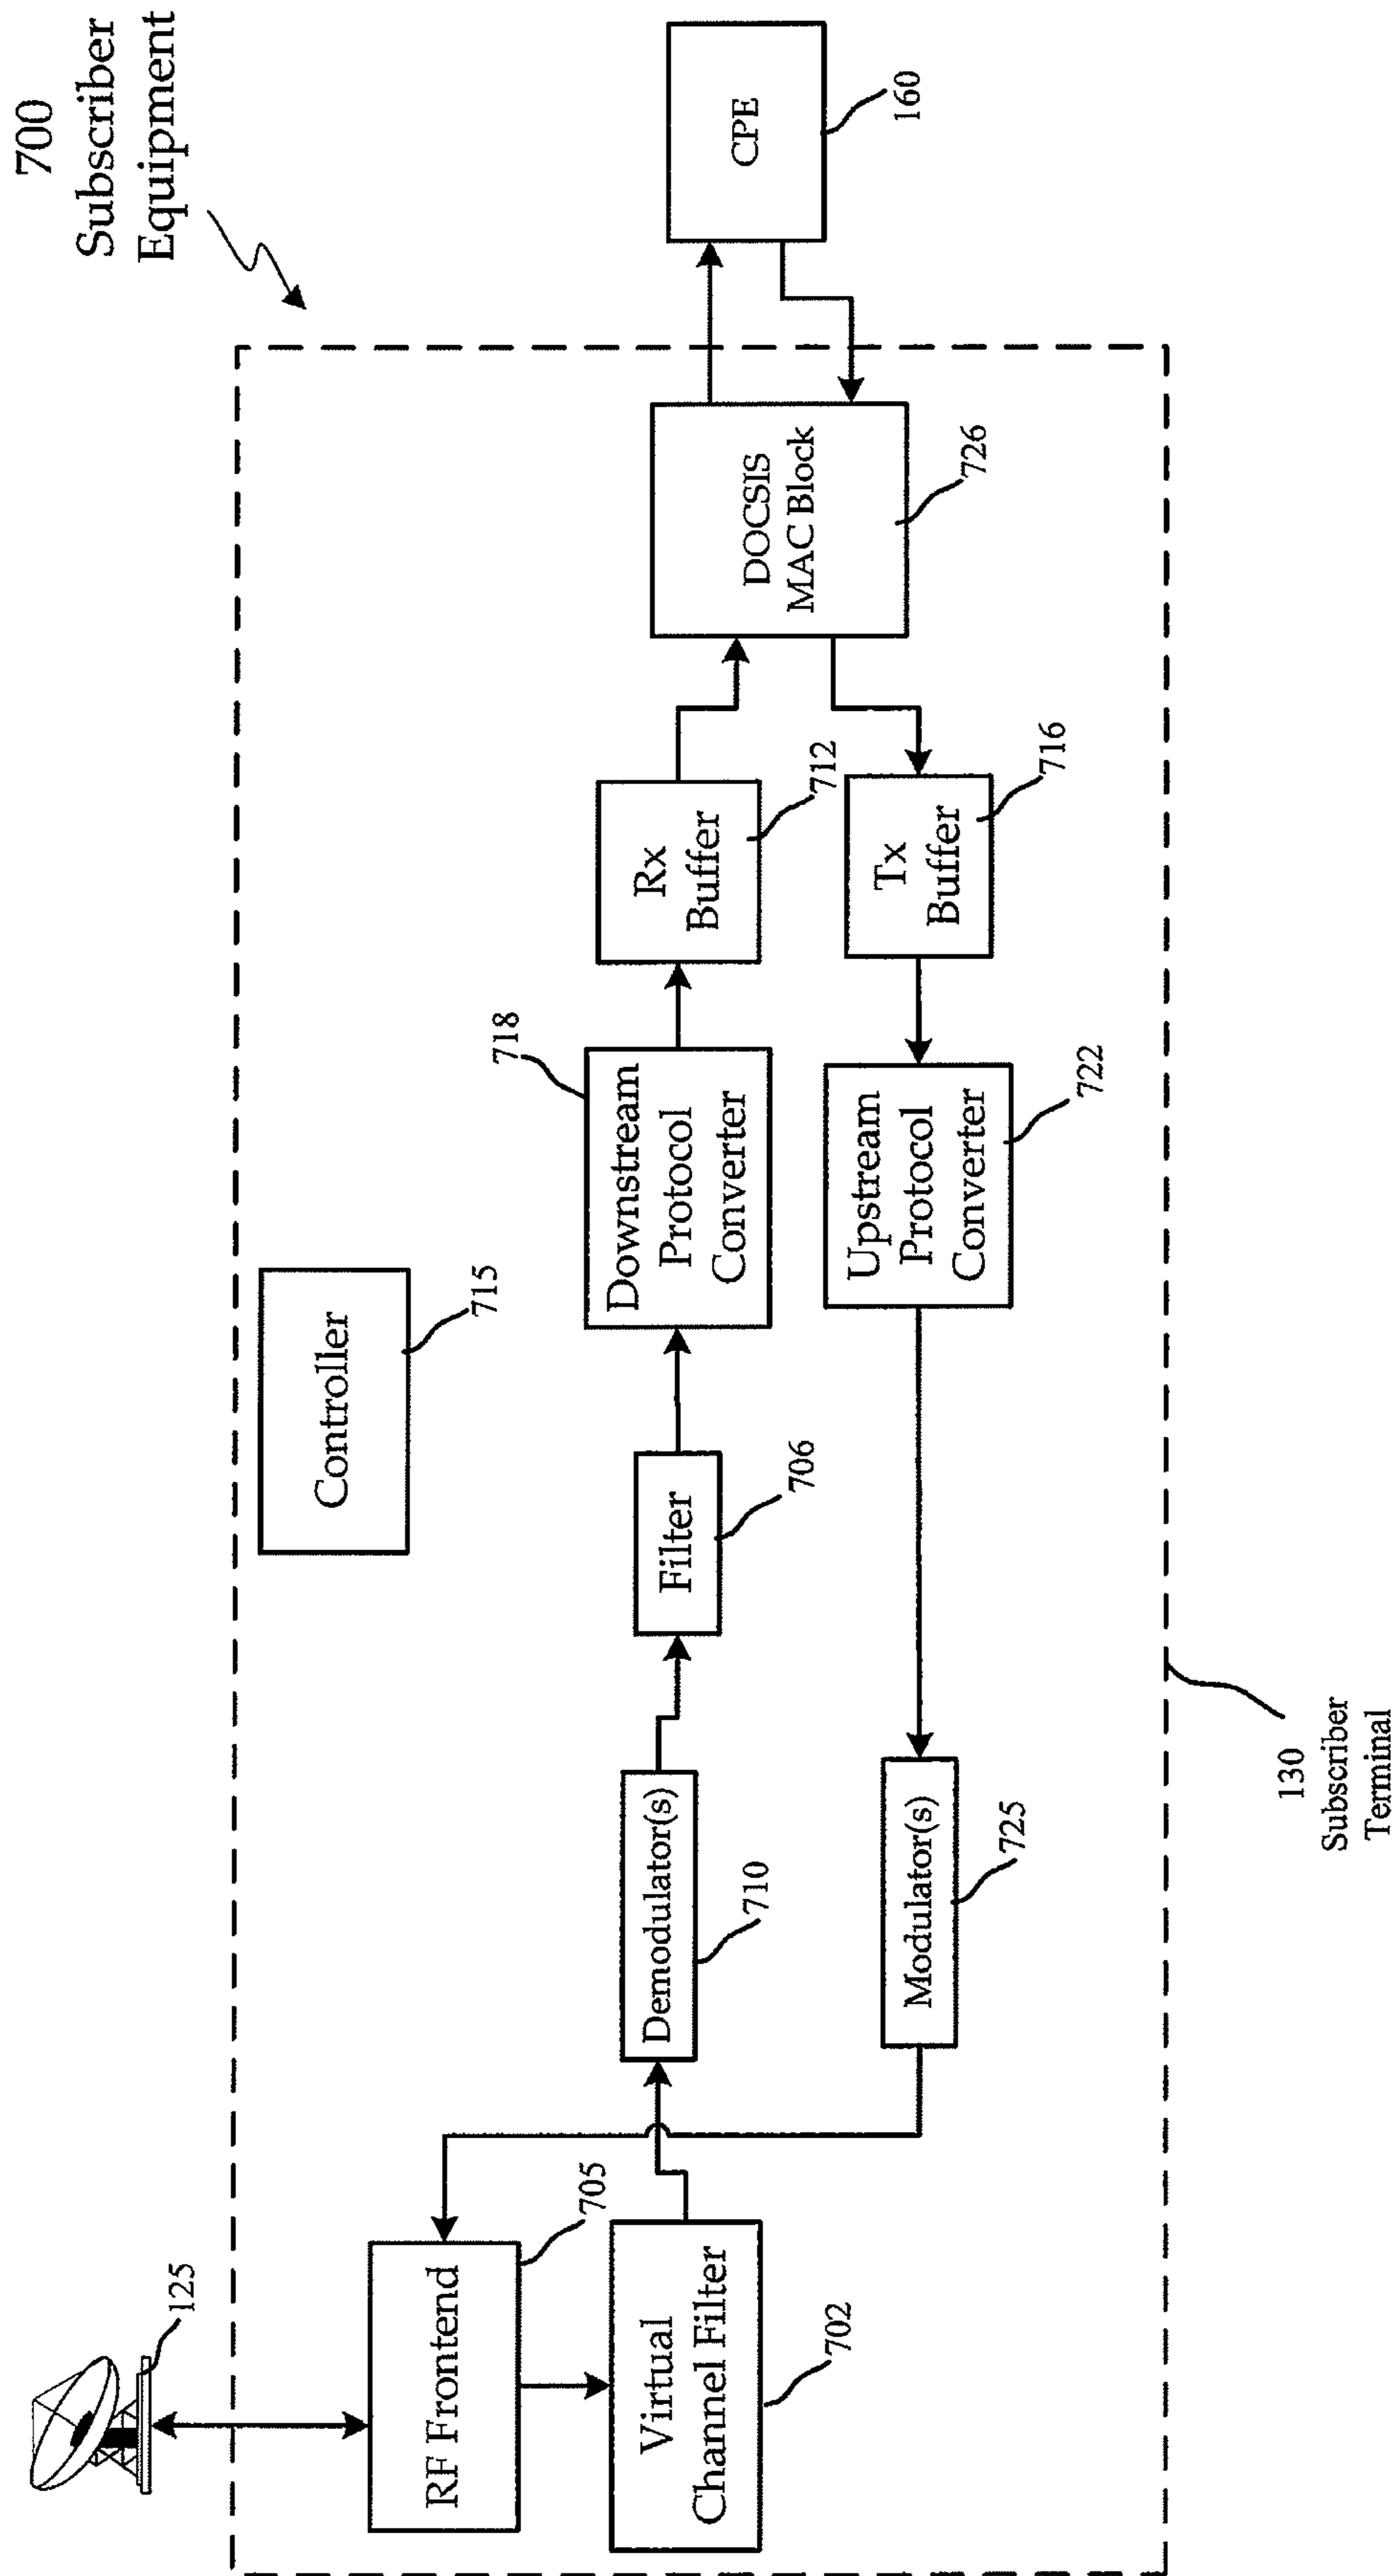 700
Subscriber
Equipment
125
RF Frontend
705
Virtual
Channel Filter
702
Demodulator(s)
710
Modulator(s)
725
Filter
706
Controller
715
Downstream
Protocol
Converter
718
Upstream
Protocol
Converter
722
Rx
Buffer
712
Tx
Buffer
716
DOCSIS
MAC Block
726
CPE
160
130
Subscriber
Terminal